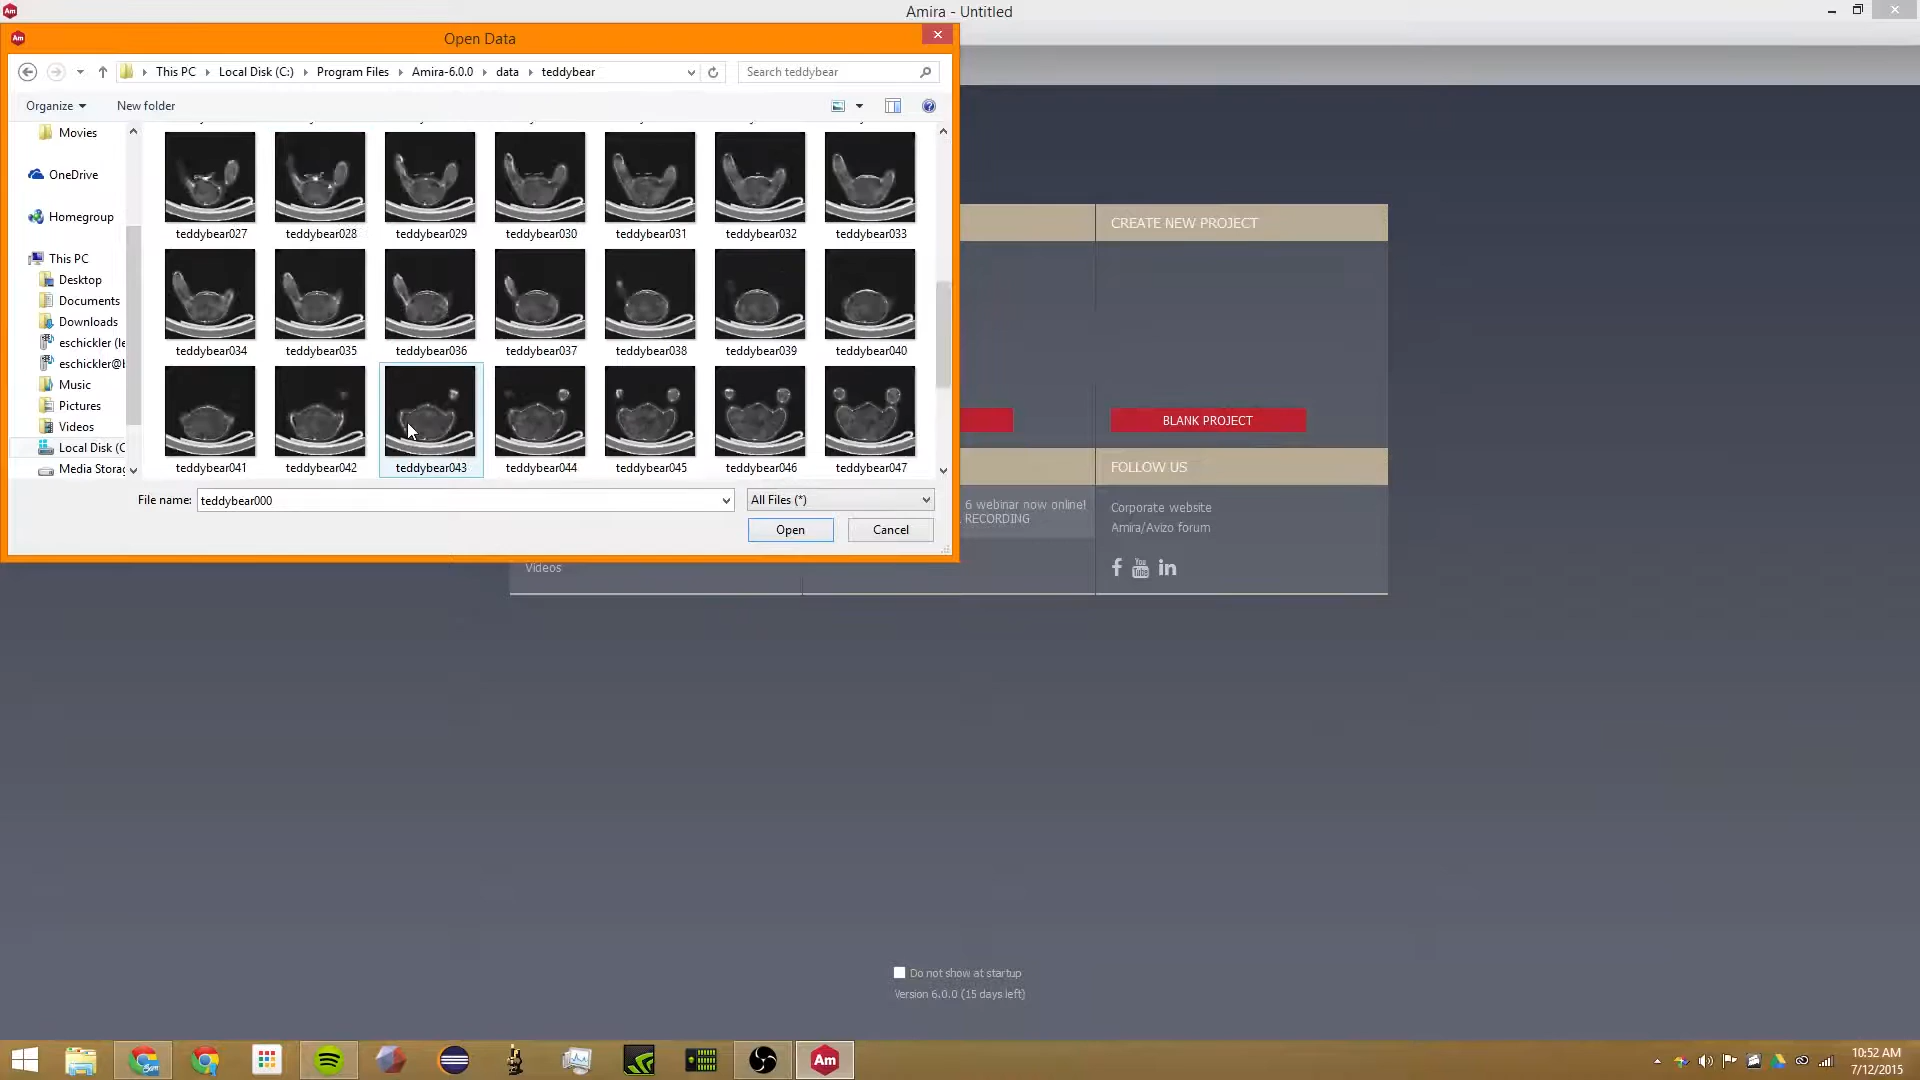 Amira - Untitled
Am
Open Data
This PC
Local Disk (C:)
Program Files
Amira-6.0.0
data
teddybear
Search teddybear
Organize
New folder
Movies
OneDrive
Homegroup
This PC
Desktop
Documents
Downloads
eschickler (le
eschickler@b
Music
Pictures
Videos
Local Disk (C
Media Storag
teddybear027
teddybear028
teddybear029
teddybear030
teddybear031
teddybear032
teddybear033
teddybear034
teddybear035
teddybear036
teddybear037
teddybear038
teddybear039
teddybear040
teddybear041
teddybear042
teddybear043
teddybear044
teddybear045
teddybear046
teddybear047
File name:
teddybear000
All Files (*)
Open
Cancel
CREATE NEW PROJECT
BLANK PROJECT
6 webinar now online!
RECORDING
Videos
FOLLOW US
Corporate website
Amira/Avizo forum
Do not show at startup
Version 6.0.0 (15 days left)
Am
10:52 AM
7/12/2015